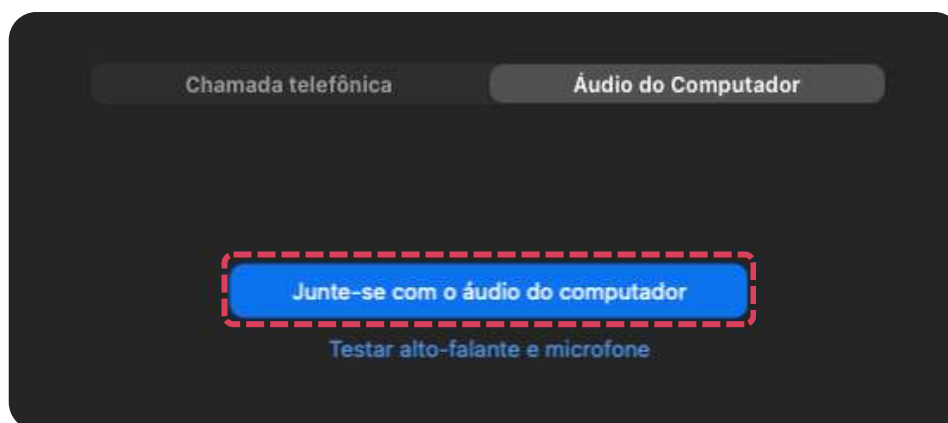 Chamada telefônica
Áudio do Computador
Junte-se com o áudio do computador
Testar alto-falante e microfone